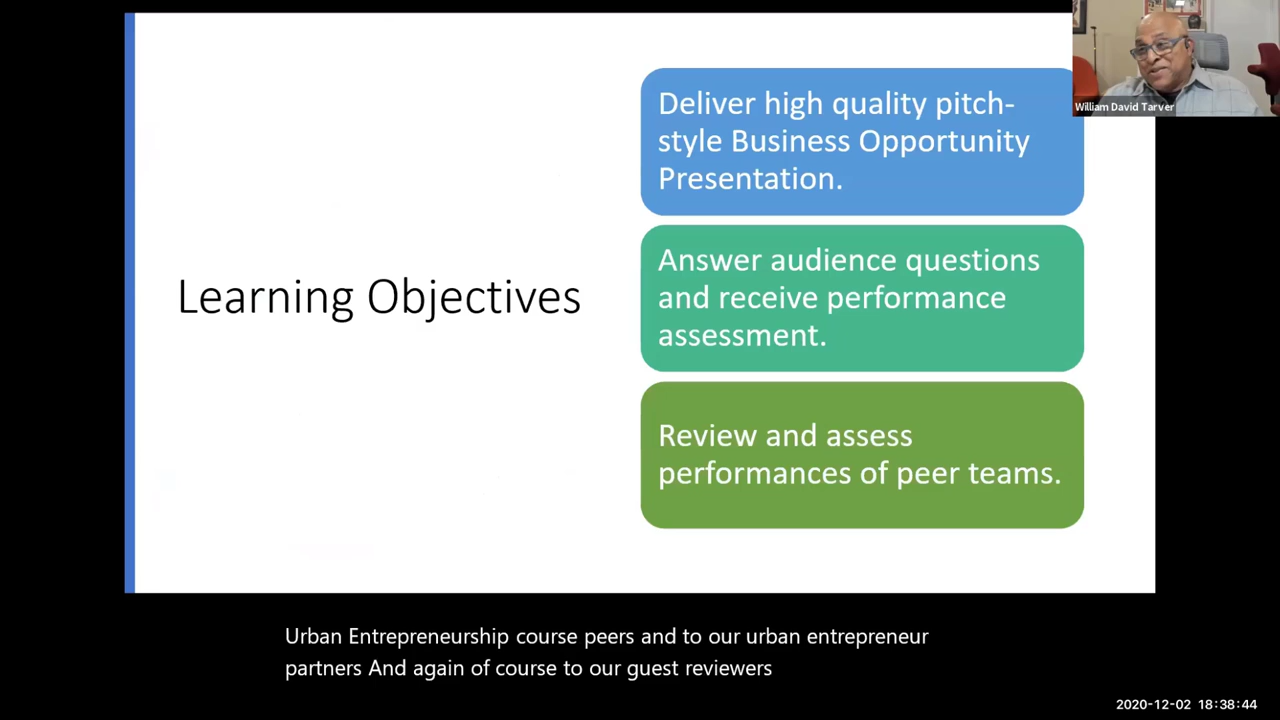 Deliver high quality pitch-
style Business Opportunity
Presentation.
William David Tarver
Learning Objectives
Answer audience questions
and receive performance
assessment.
Review and assess
performances of peer teams.
Urban Entrepreneurship course peers and to our urban entrepreneur
partners And again of course to our guest reviewers
2020-12-02 18:38:44